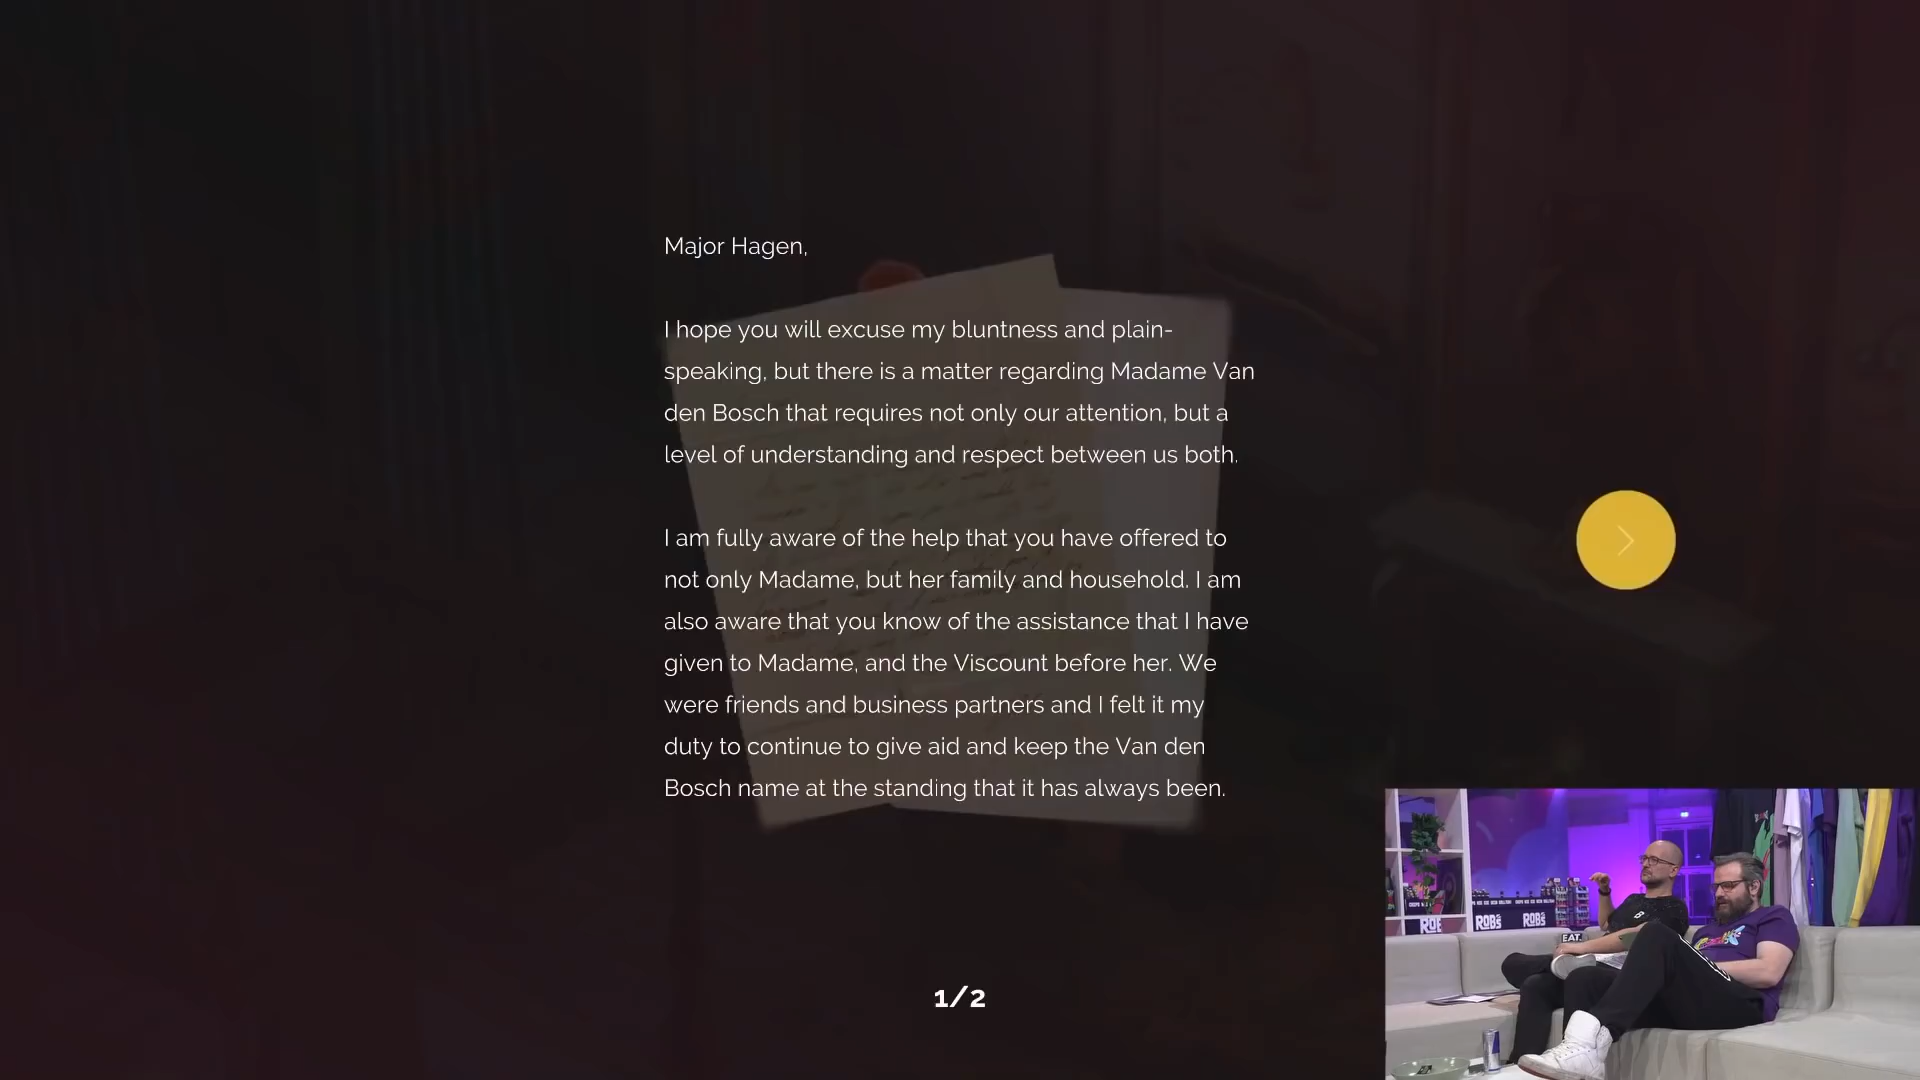 Major Hagen,
I hope you will excuse my bluntness and plain-
speaking, but there is a matter regarding Madame Van
den Bosch that requires not only our attention, but a
level of understanding and respect between us both.
I am fully aware of the help that you have offered to
not only Madame, but her family and household. I am
also aware that you know of the assistance that I have
given to Madame, and the Viscount before her. We
were friends and business partners and I felt it my
duty to continue to give aid and keep the Van den
Bosch name at the standing that it has always been.
1/2
ROBs
ROBs
EAT.